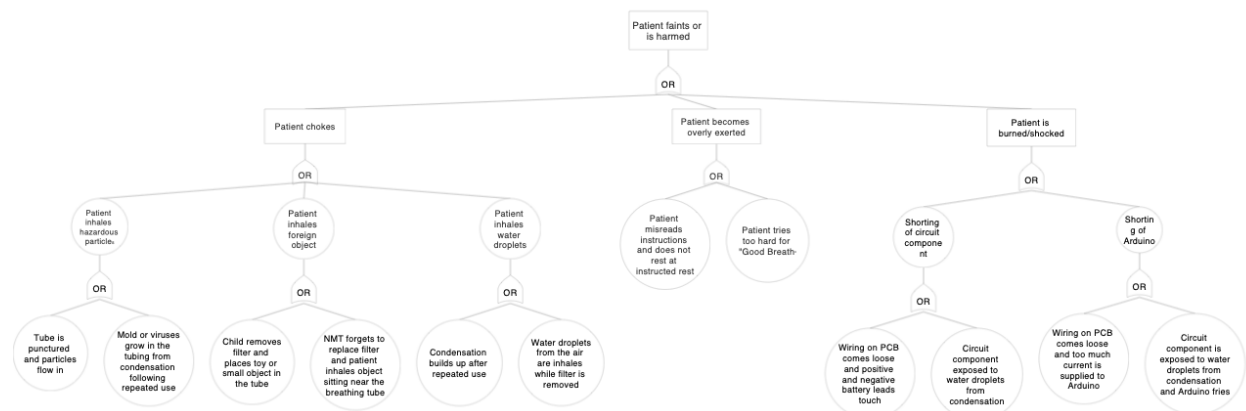 Patient faints or
is harmed
OR
Patient chokes
Patient becomes
overly exerted
Patient is
burned/shocked
OR
OR
OR
Patient
inhales
hazardous
particles
Patient
inhales
foreign
object
Patient
inhales
water
droplets
Patient
misreads
instructions
and does not
rest at
instructed rest
Patient tries
too hard for
"Good Breath
Shorting
of circuit
compone
nt
Shortin
g of
Arduino
OR
OR
OR
OR
OR
Tube is
punctured
and particles
flow in
Mold or viruses
grow in the
tubing from
condensation
following
repeated use
Child removes
filter and
places toy or
small object in
the tube
NMT forgets to
replace filter
and patient
inhales object
sitting near the
breathing tube
Condensation
builds up after
repeated use
Water droplets
from the air
are inhales
while filter is
removed
Wiring on PCB
comes loose
and positive
and negative
battery leads
touch
Circuit
component
exposed to
water droplets
from
condensation
Wiring on PCB
comes loose
and too much
current is
supplied to
Arduino
Circuit
component is
exposed to water
droplets from
condensation
and Arduino fries